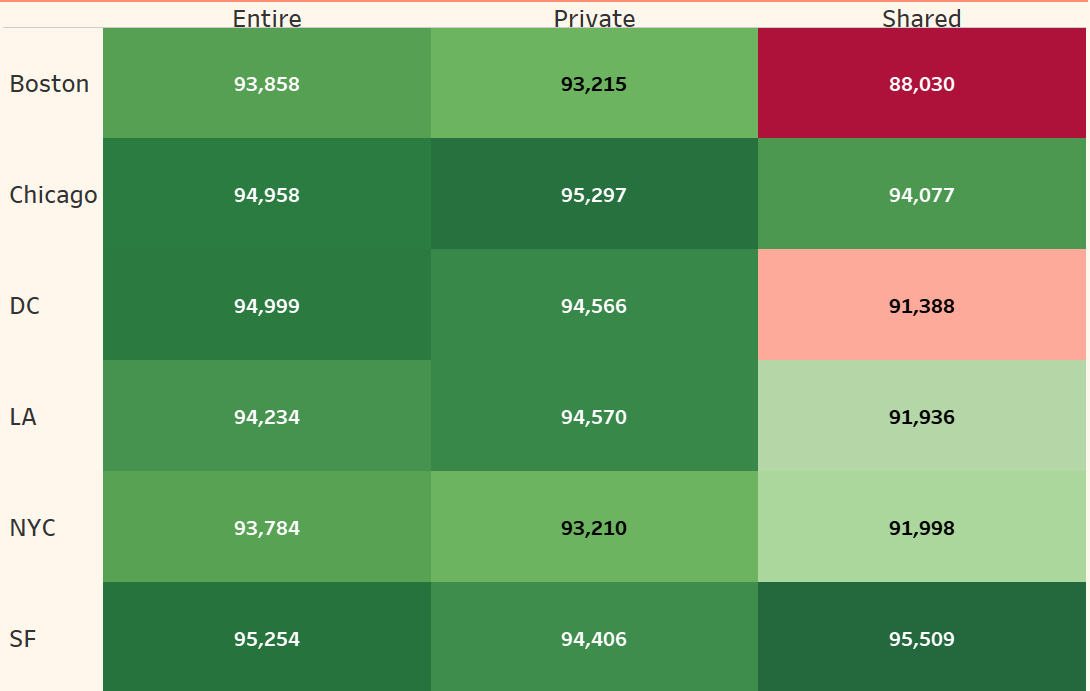 Entire Private Shared
Boston 93,858 93,215 88,030
Chicago 94,958 95,297 94,077
DC 94,999 94,566 91,388
LA 94,234 94,570 91,936
NYC 93,784 93,210 91,998
SF 95,254 94,406 95,509